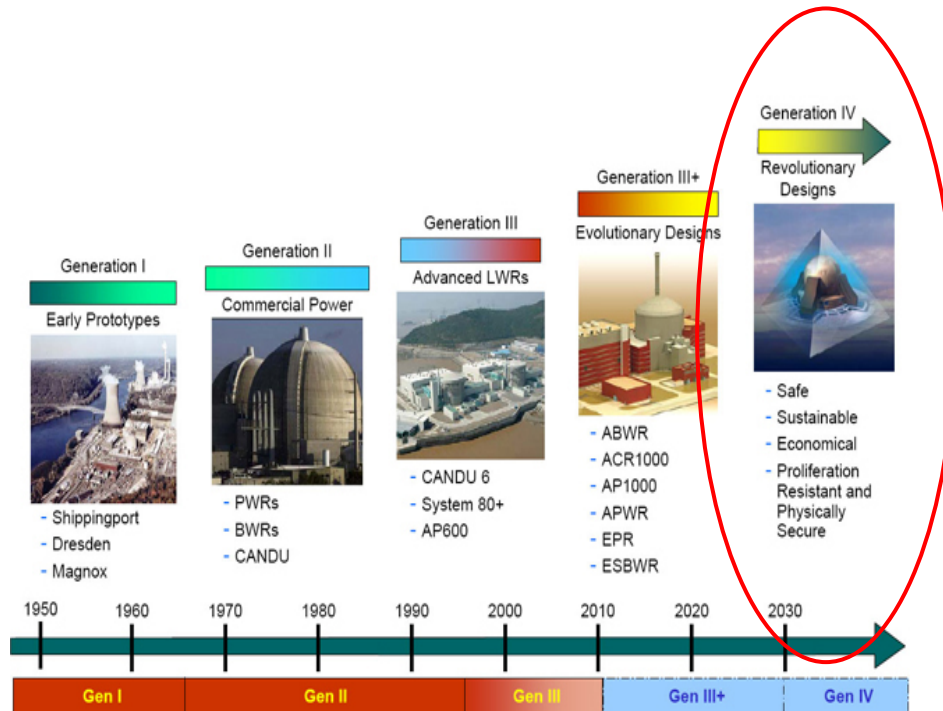 Generation I
Early Prototypes
- Shippingport
- Dresden
- Magnox
Generation II
Commercial Power
- PWRs
- BWRs
- CANDU
Generation III
Advanced LWRs
- CANDU 6
- System 80+
- AP600
Generation III+
Evolutionary Designs
- ABWR
- ACR1000
- AP1000
- APWR
- EPR
- ESBWR
Generation IV
Revolutionary
Designs
- Safe
- Sustainable
- Economical
- Proliferation
Resistant and
Physically
Secure
1950 1960 1970 1980 1990 2000 2010 2020 2030
Gen I Gen II Gen III Gen III+ Gen IV